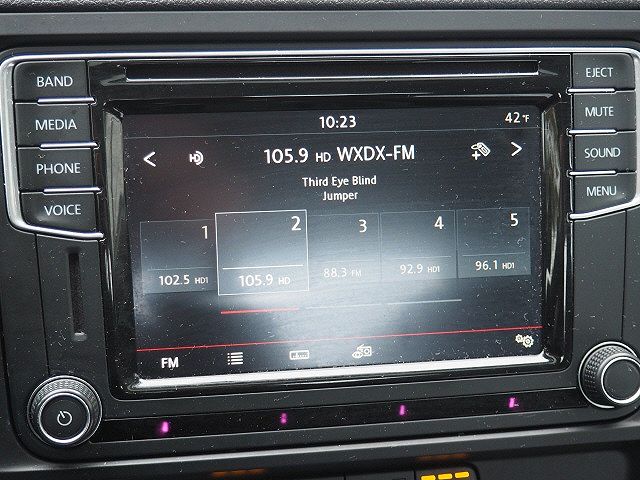 BAND
MEDIA
PHONE
VOICE
EJECT
MUTE
SOUND
MENU
10:23
42°F
105.9 HD WXDX-FM
Third Eye Blind
Jumper
1
2
3
4
5
102.5 HD1
105.9 HD
88.3 FM
92.9 HD1
96.1 HD1
FM